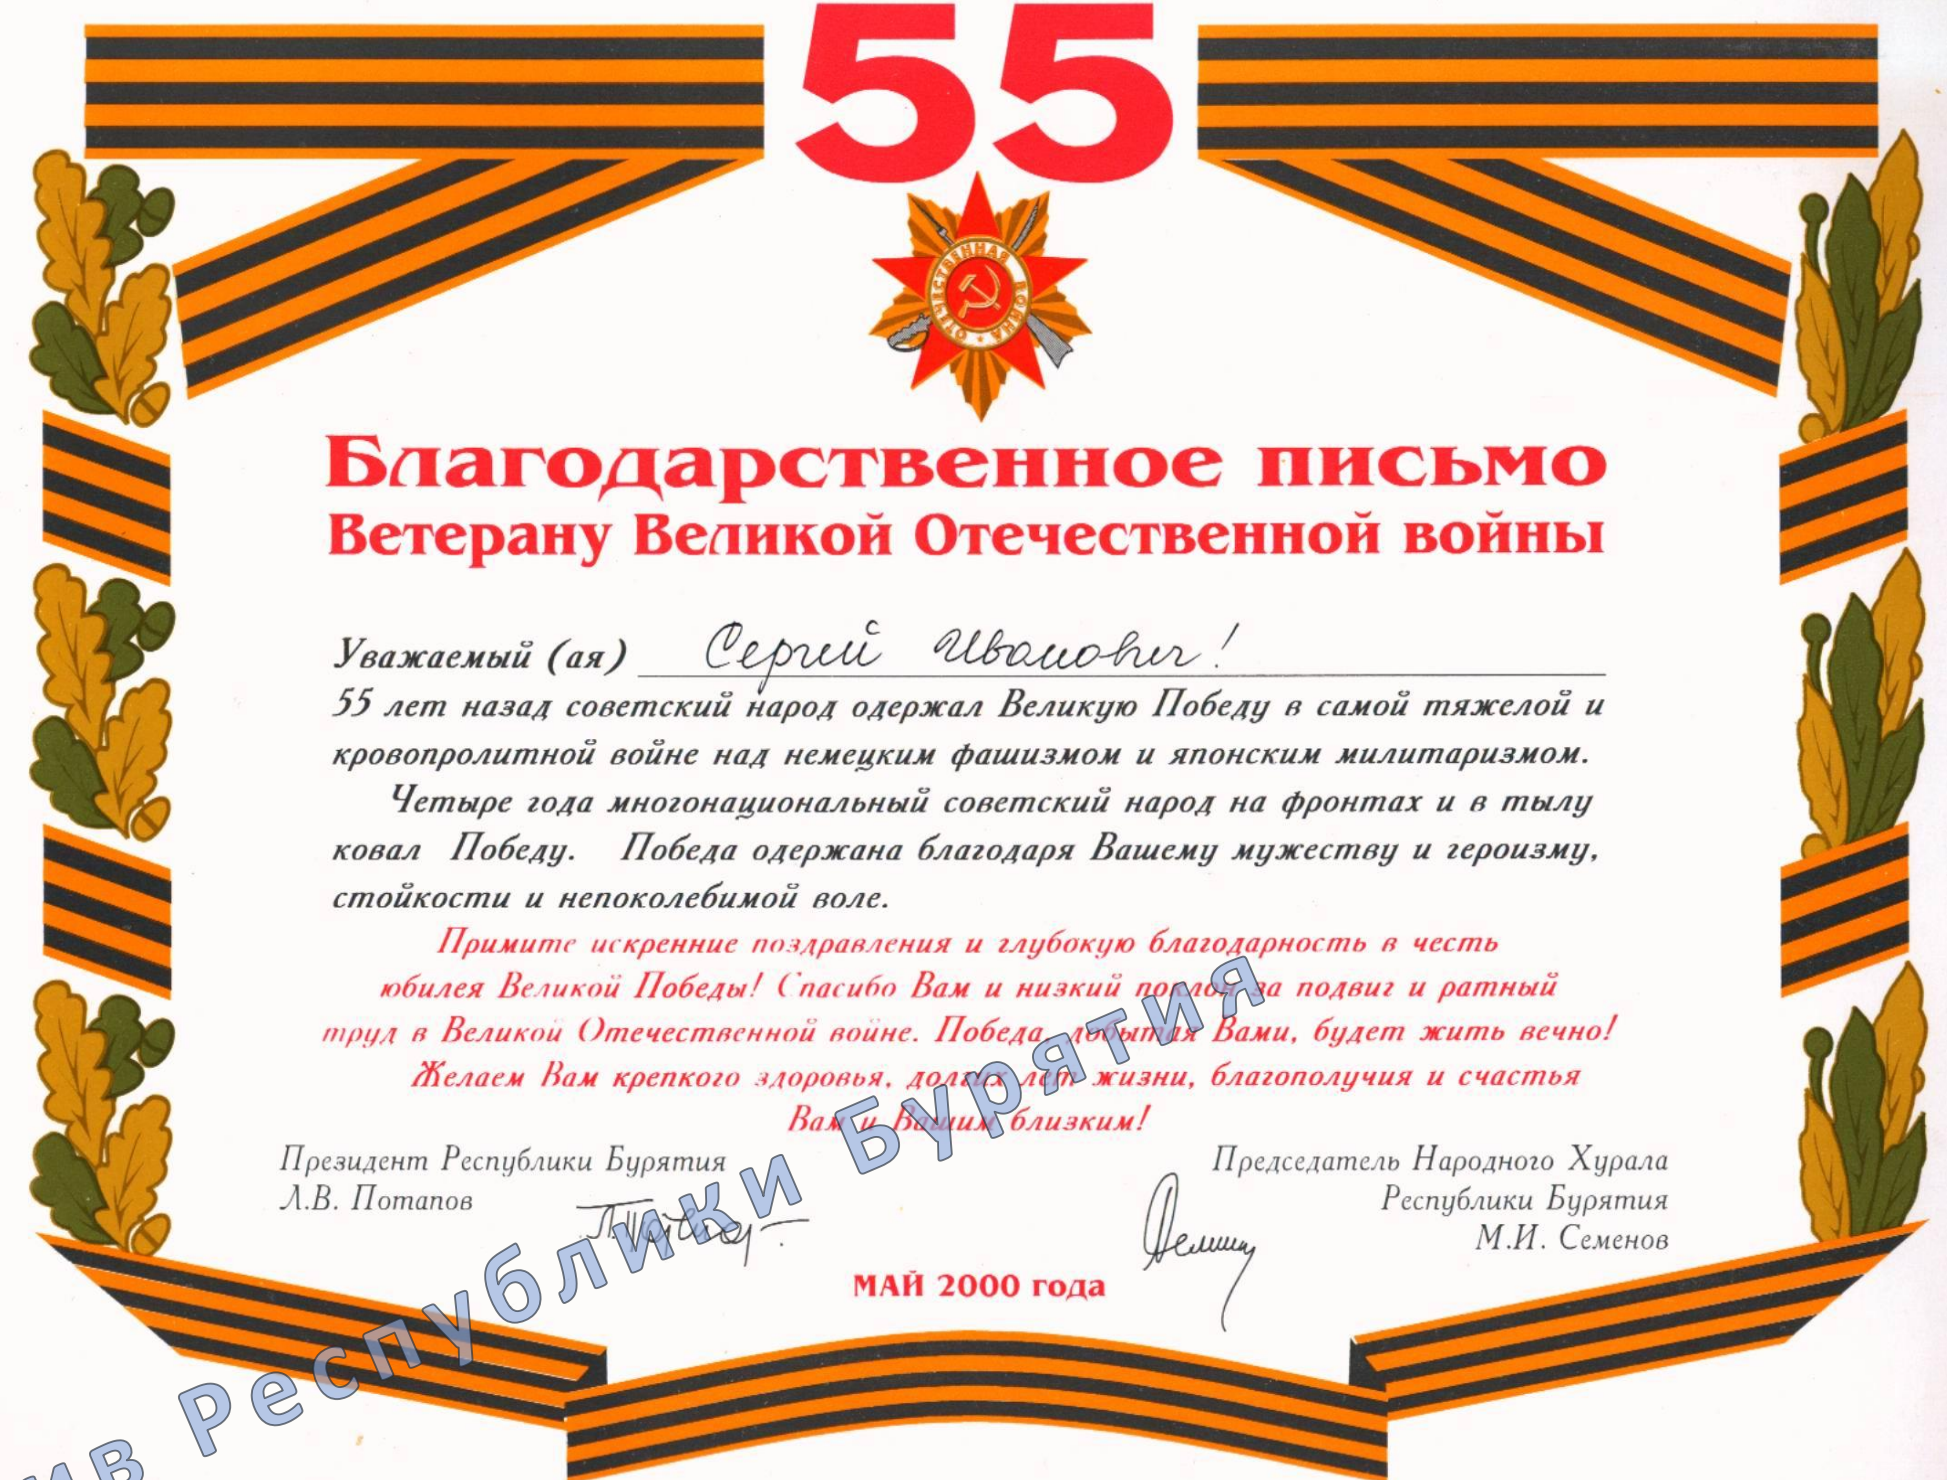 55
ОТЕЧЕСТВЕННАЯ ВОЙНА
Благодарственное письмо
Ветерану Великой Отечественной войны
Уважаемый (ая) Сергей Иванович!
55 лет назад советский народ одержал Великую Победу в самой тяжелой и
кровопролитной войне над немецким фашизмом и японским милитаризмом.
Четыре года многонациональный советский народ на фронтах и в тылу
ковал Победу. Победа одержана благодаря Вашему мужеству и героизму,
стойкости и непоколебимой воле.
Примите искренние поздравления и глубокую благодарность в честь
юбилея Великой Победы! Спасибо Вам и низкий поклон за подвиг и ратный
труд в Великой Отечественной войне. Победа, добытая Вами, будет жить вечно!
Желаем Вам крепкого здоровья, долгих лет жизни, благополучия и счастья
Вам и Вашим близким!
Президент Республики Бурятия
Л.В. Потапов
Председатель Народного Хурала
Республики Бурятия
М.И. Семенов
МАЙ 2000 года
ив Республики Бурятия